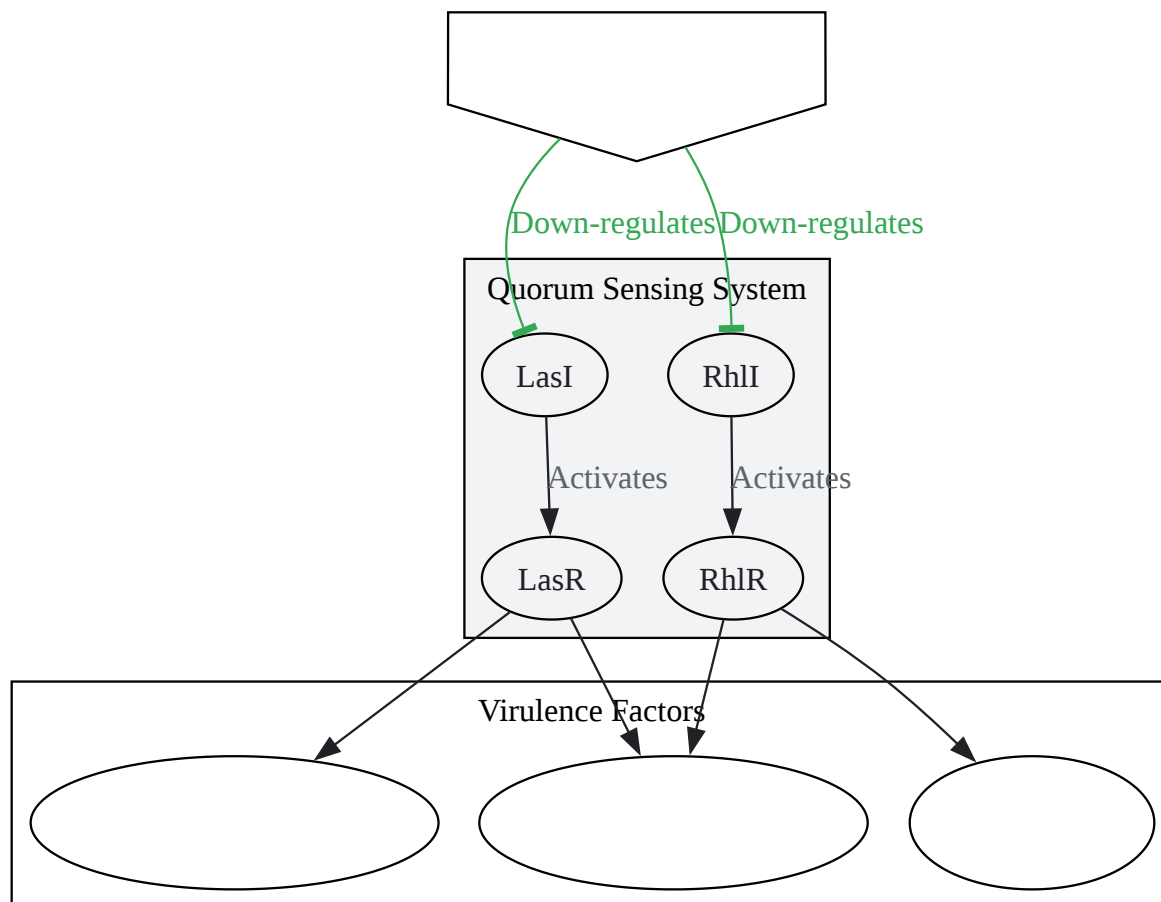 Down-regulates
Down-regulates
Quorum Sensing System
LasI
RhlI
Activates
Activates
LasR
RhlR
Virulence Factors